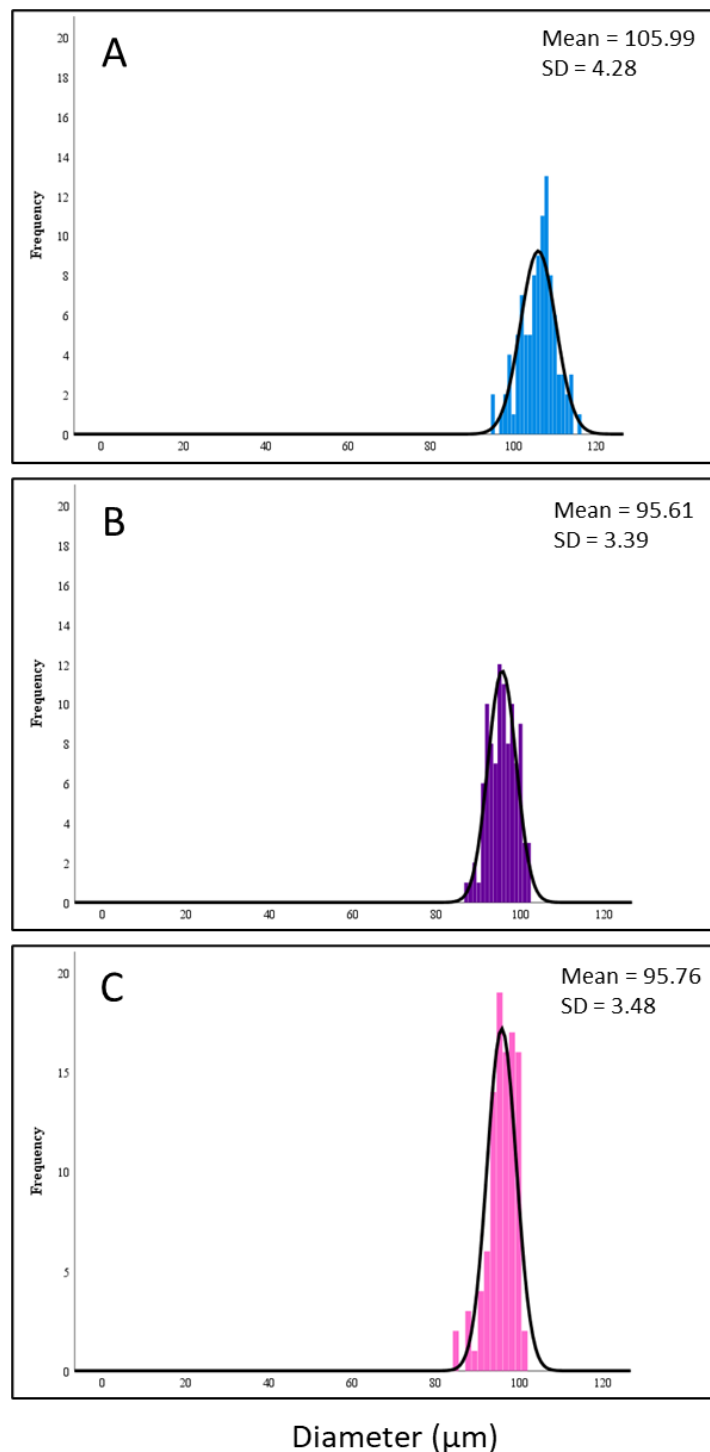 A
Mean = 105.99
SD = 4.28
Frequency
20
18
16
14
12
10
8
6
4
2
0
0 20 40 60 80 100 120
B
Mean = 95.61
SD = 3.39
Frequency
20
18
16
14
12
10
8
6
4
2
0
0 20 40 60 80 100 120
C
Mean = 95.76
SD = 3.48
Frequency
20
15
10
5
0
0 20 40 60 80 100 120
Diameter (μm)